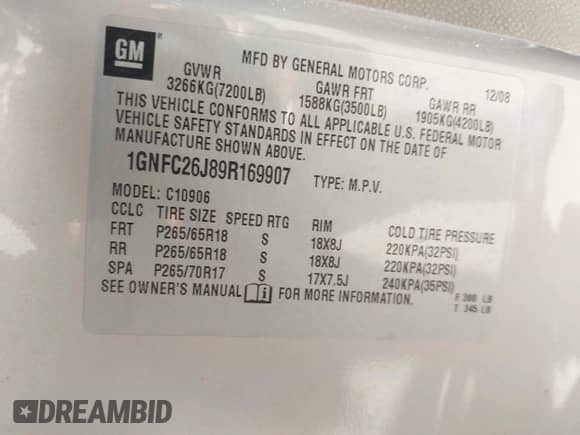 GM
MFD BY GENERAL MOTORS CORP.
12/08
GVWR GAWR FRT GAWR RR
3266KG(7200LB) 1588KG(3500LB) 1905KG(4200LB)
THIS VEHICLE CONFORMS TO ALL APPLICABLE U.S. FEDERAL MOTOR
VEHICLE SAFETY STANDARDS IN EFFECT ON THE DATE OF
MANUFACTURE SHOWN ABOVE.
1GNFC26J89R169907 TYPE: M.P.V.
MODEL: C10906
CCLC TIRE SIZE SPEED RTG RIM COLD TIRE PRESSURE
FRT P265/65R18 S 18X8J 220KPA(32PSI)
RR P265/65R18 S 18X8J 220KPA(32PSI)
SPA P265/70R17 S 17X7.5J 240KPA(35PSI)
SEE OWNER'S MANUAL FOR MORE INFORMATION.
F 300 LB
T 345 LB
DREAMBID